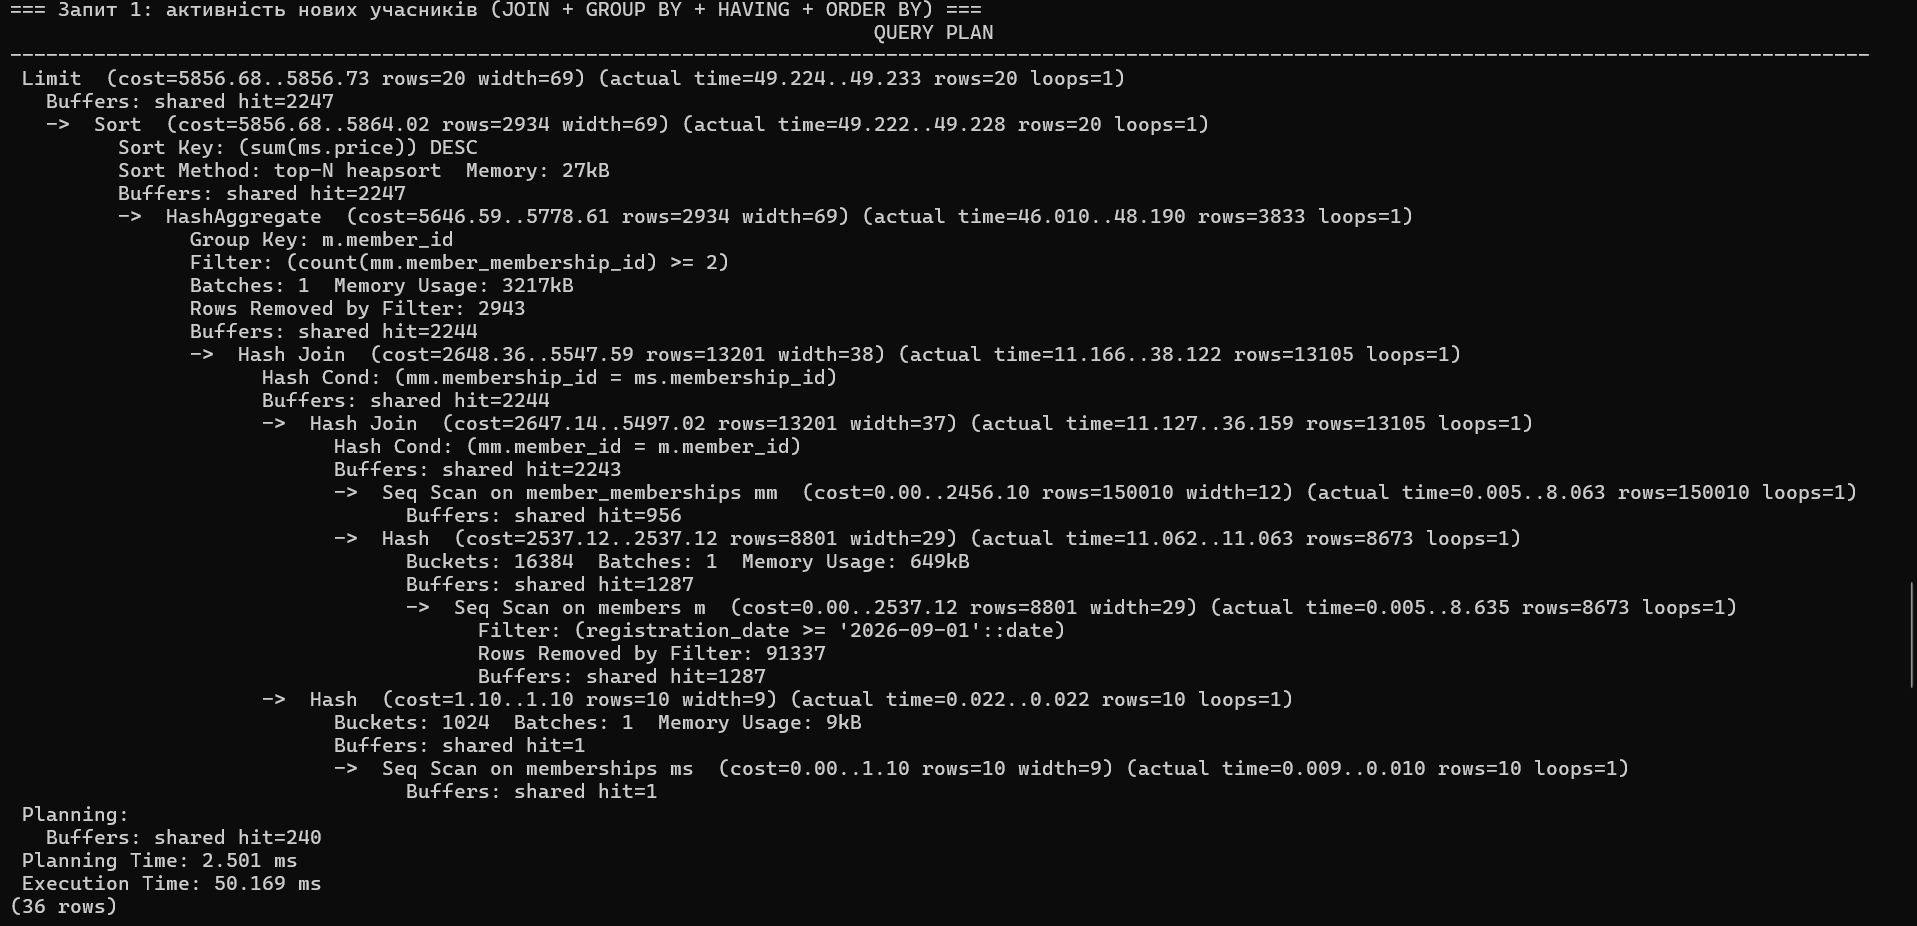 === Запит 1: активність нових учасників (JOIN + GROUP BY + HAVING + ORDER BY) ===
QUERY PLAN
-----------------------------------------------------------------------------------------------------------------------------------------------------------
Limit  (cost=5856.68..5856.73 rows=20 width=69) (actual time=49.224..49.233 rows=20 loops=1)
Buffers: shared hit=2247
->  Sort  (cost=5856.68..5864.02 rows=2934 width=69) (actual time=49.222..49.228 rows=20 loops=1)
Sort Key: (sum(ms.price)) DESC
Sort Method: top-N heapsort  Memory: 27kB
Buffers: shared hit=2247
->  HashAggregate  (cost=5646.59..5778.61 rows=2934 width=69) (actual time=46.010..48.190 rows=3833 loops=1)
Group Key: m.member_id
Filter: (count(mm.member_membership_id) >= 2)
Batches: 1  Memory Usage: 3217kB
Rows Removed by Filter: 2943
Buffers: shared hit=2244
->  Hash Join  (cost=2648.36..5547.59 rows=13201 width=38) (actual time=11.166..38.122 rows=13105 loops=1)
Hash Cond: (mm.membership_id = ms.membership_id)
Buffers: shared hit=2244
->  Hash Join  (cost=2647.14..5497.02 rows=13201 width=37) (actual time=11.127..36.159 rows=13105 loops=1)
Hash Cond: (mm.member_id = m.member_id)
Buffers: shared hit=2243
->  Seq Scan on member_memberships mm  (cost=0.00..2456.10 rows=150010 width=12) (actual time=0.005..8.063 rows=150010 loops=1)
Buffers: shared hit=956
->  Hash  (cost=2537.12..2537.12 rows=8801 width=29) (actual time=11.062..11.063 rows=8673 loops=1)
Buckets: 16384  Batches: 1  Memory Usage: 649kB
Buffers: shared hit=1287
->  Seq Scan on members m  (cost=0.00..2537.12 rows=8801 width=29) (actual time=0.005..8.635 rows=8673 loops=1)
Filter: (registration_date >= '2026-09-01'::date)
Rows Removed by Filter: 91337
Buffers: shared hit=1287
->  Hash  (cost=1.10..1.10 rows=10 width=9) (actual time=0.022..0.022 rows=10 loops=1)
Buckets: 1024  Batches: 1  Memory Usage: 9kB
Buffers: shared hit=1
->  Seq Scan on memberships ms  (cost=0.00..1.10 rows=10 width=9) (actual time=0.009..0.010 rows=10 loops=1)
Buffers: shared hit=1
Planning:
Buffers: shared hit=240
Planning Time: 2.501 ms
Execution Time: 50.169 ms
(36 rows)